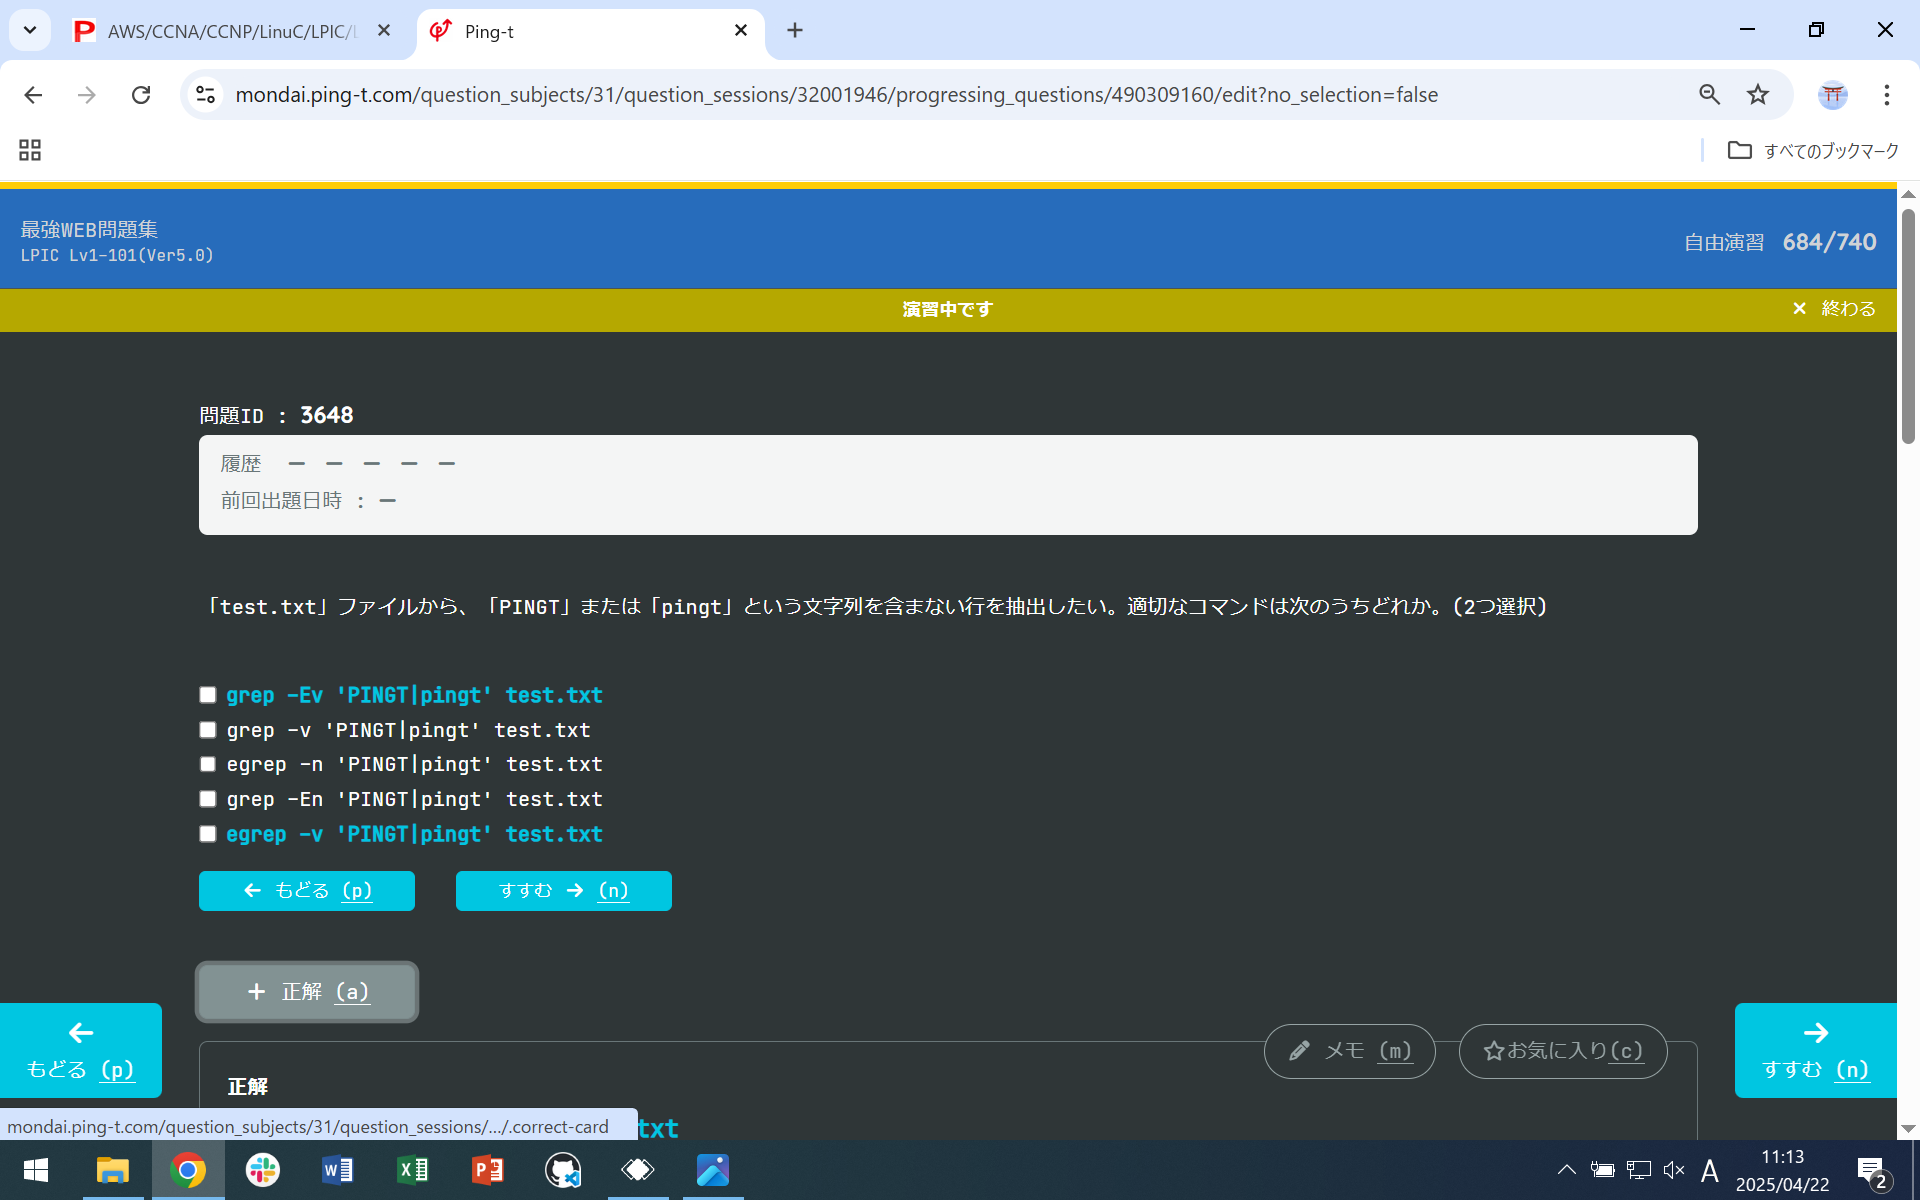 AWS/CCNA/CCNP/LinuC/LPIC/
Ping-t
mondai.ping-t.com/question_subjects/31/question_sessions/32001946/progressing_questions/490309160/edit?no_selection=false
すべてのブックマーク
最強WEB問題集
LPIC Lv1-101(Ver5.0)
自由演習 684/740
演習中です
× 終わる
問題ID : 3648
履歴 — — — — —
前回出題日時 : —
「test.txt」ファイルから、「PINGT」または「pingt」という文字列を含まない行を抽出したい。適切なコマンドは次のうちどれか。(2つ選択)
grep -Ev 'PINGT|pingt' test.txt
grep -v 'PINGT|pingt' test.txt
egrep -n 'PINGT|pingt' test.txt
grep -En 'PINGT|pingt' test.txt
egrep -v 'PINGT|pingt' test.txt
← もどる (p)
すすむ → (n)
+ 正解 (a)
← もどる (p)
メモ (m)
☆お気に入り(c)
→ すすむ (n)
正解
mondai.ping-t.com/question_subjects/31/question_sessions/.../.correct-card
txt
A
11:13
2025/04/22
2